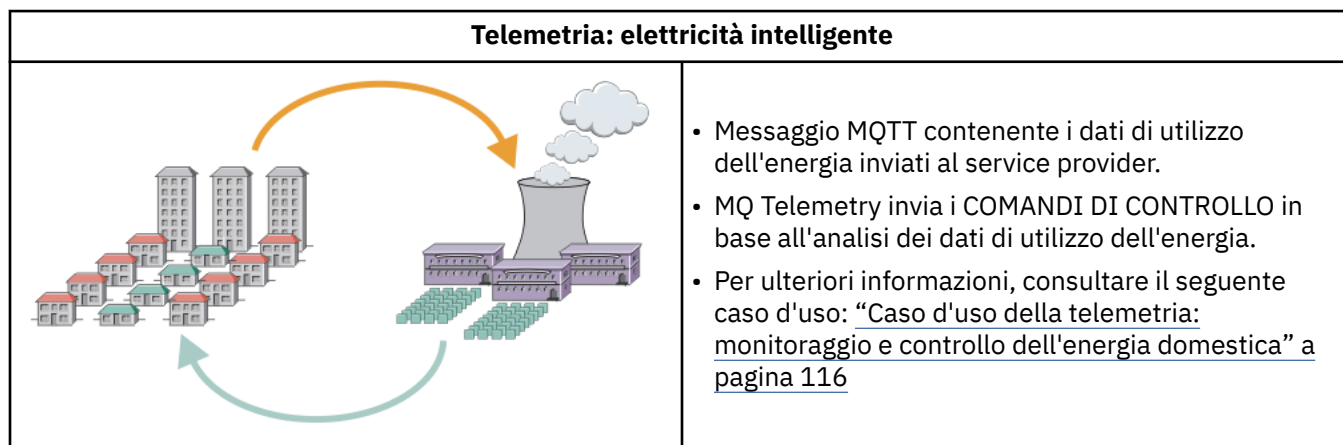 Telemetria: elettricità intelligente
• Messaggio MQTT contenente i dati di utilizzo
dell'energia inviati al service provider.
• MQ Telemetry invia i COMANDI DI CONTROLLO in
base all'analisi dei dati di utilizzo dell'energia.
• Per ulteriori informazioni, consultare il seguente
caso d'uso: “Caso d'uso della telemetria:
monitoraggio e controllo dell'energia domestica” a
pagina 116